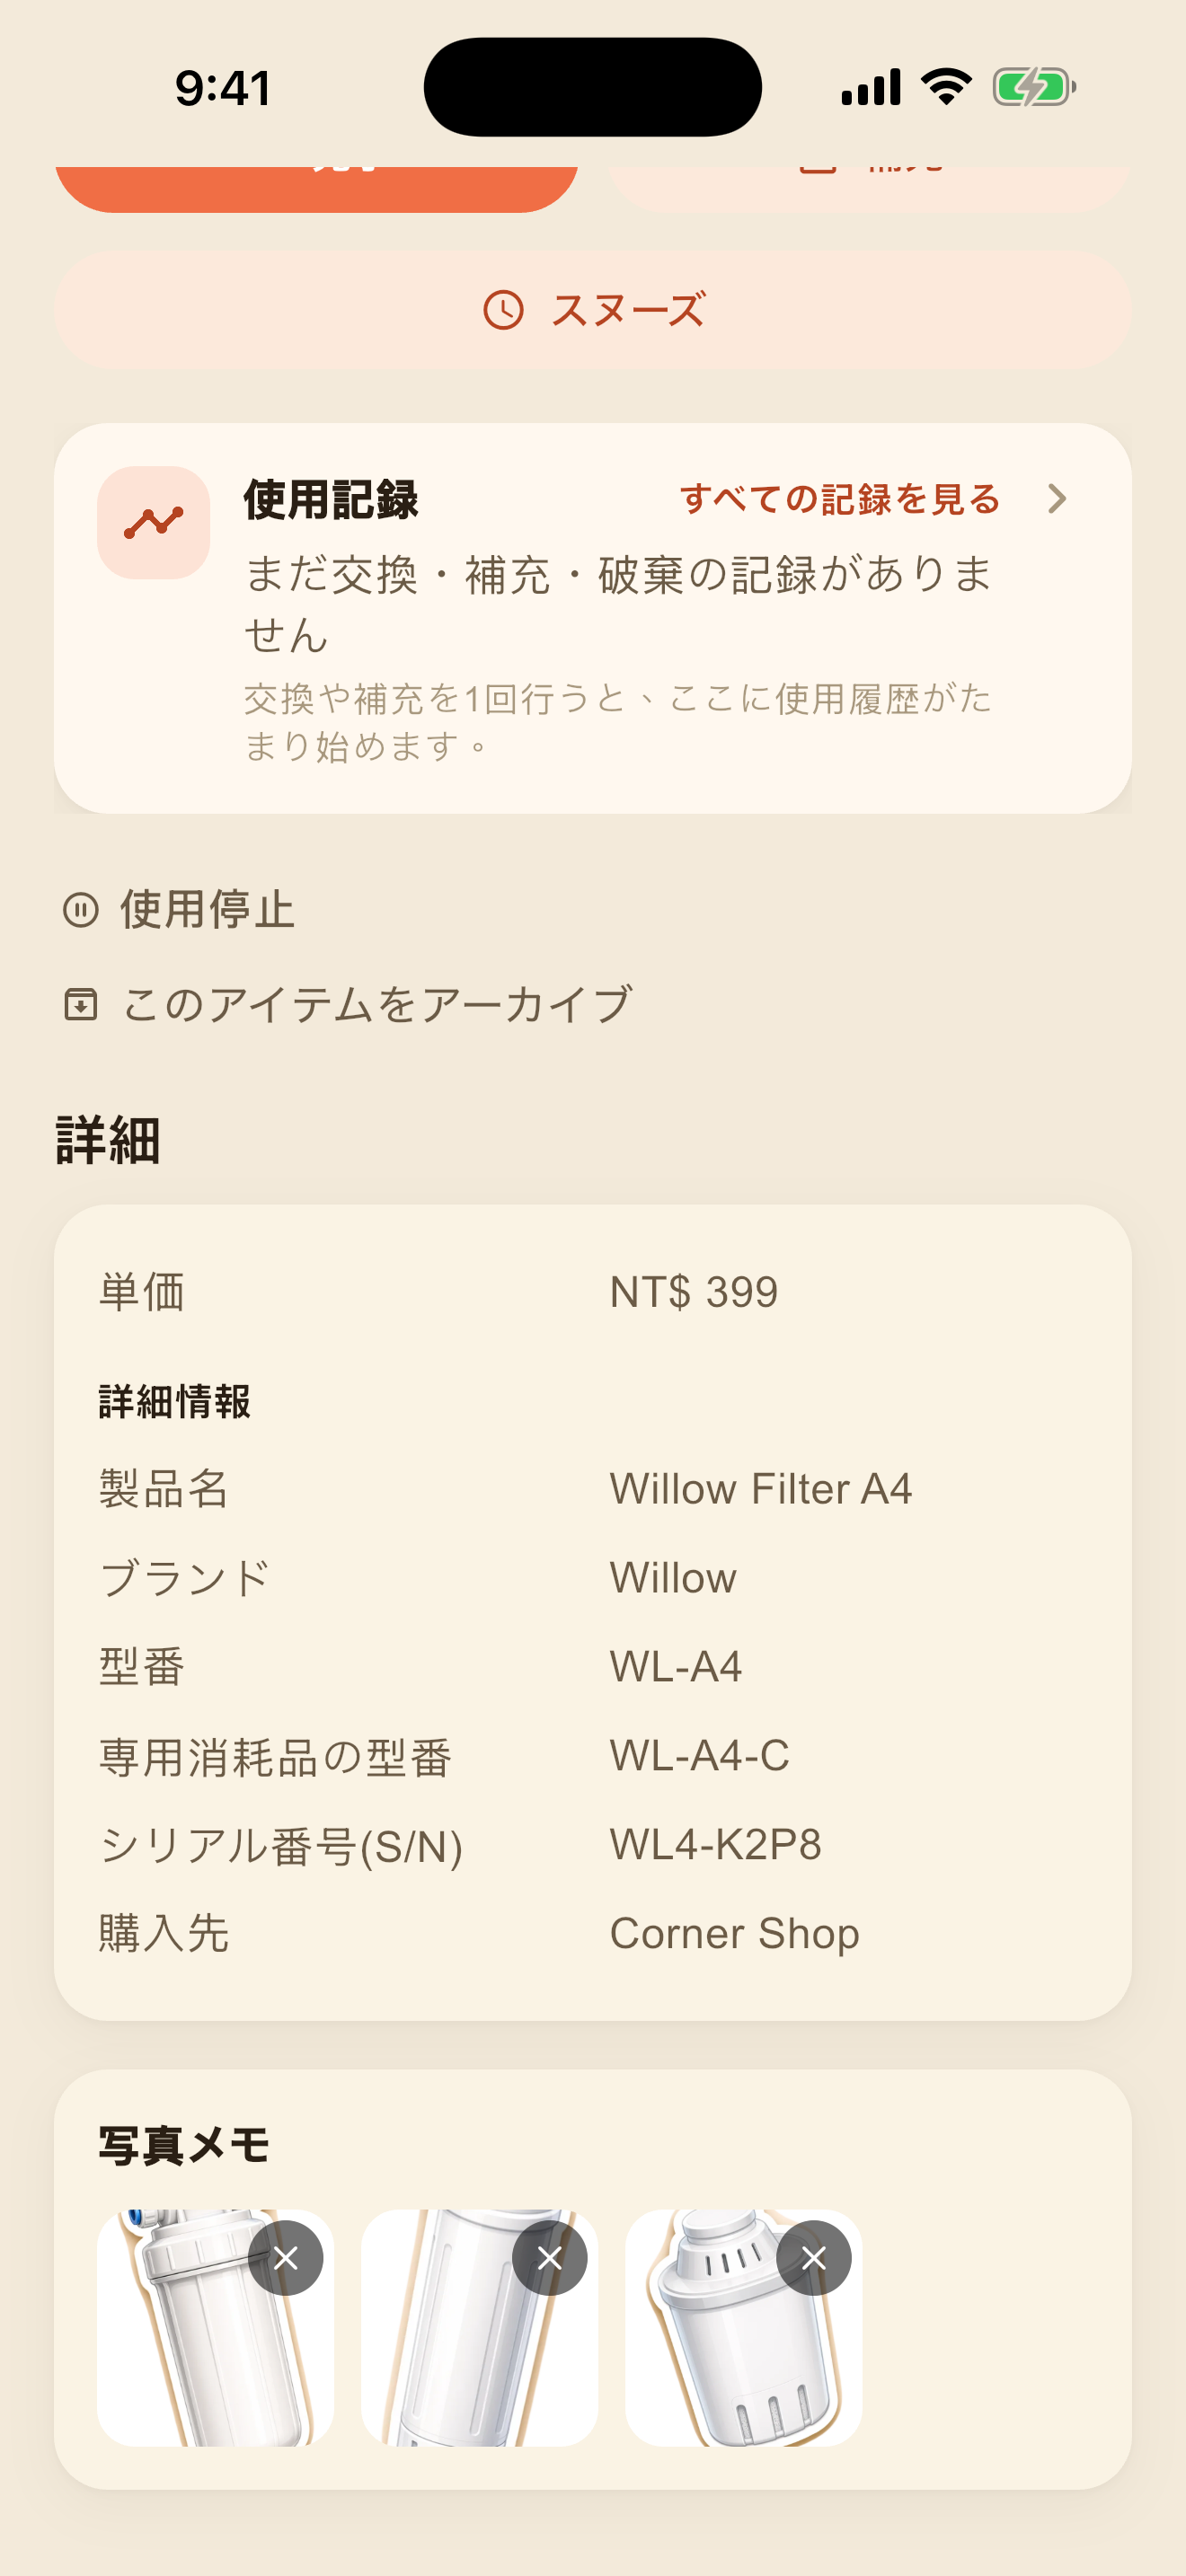 9:41
スヌーズ
使用記録
すべての記録を見る
まだ交換・補充・破棄の記録がありま
せん
交換や補充を1回行うと、ここに使用履歴がた
まり始めます。
使用停止
このアイテムをアーカイブ
詳細
単価 NT$ 399
詳細情報
製品名 Willow Filter A4
ブランド Willow
型番 WL-A4
専用消耗品の型番 WL-A4-C
シリアル番号(S/N) WL4-K2P8
購入先 Corner Shop
写真メモ